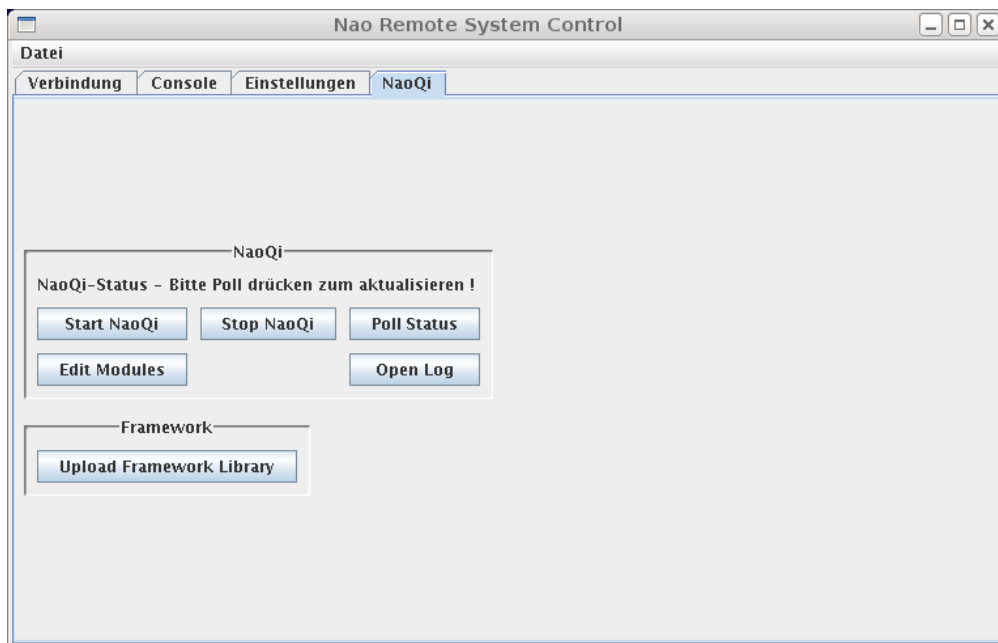 Nao Remote System Control
Datei
Verbindung Console Einstellungen NaoQi
NaoQi
NaoQi-Status - Bitte Poll drücken zum aktualisieren !
Start NaoQi Stop NaoQi Poll Status
Edit Modules Open Log
Framework
Upload Framework Library